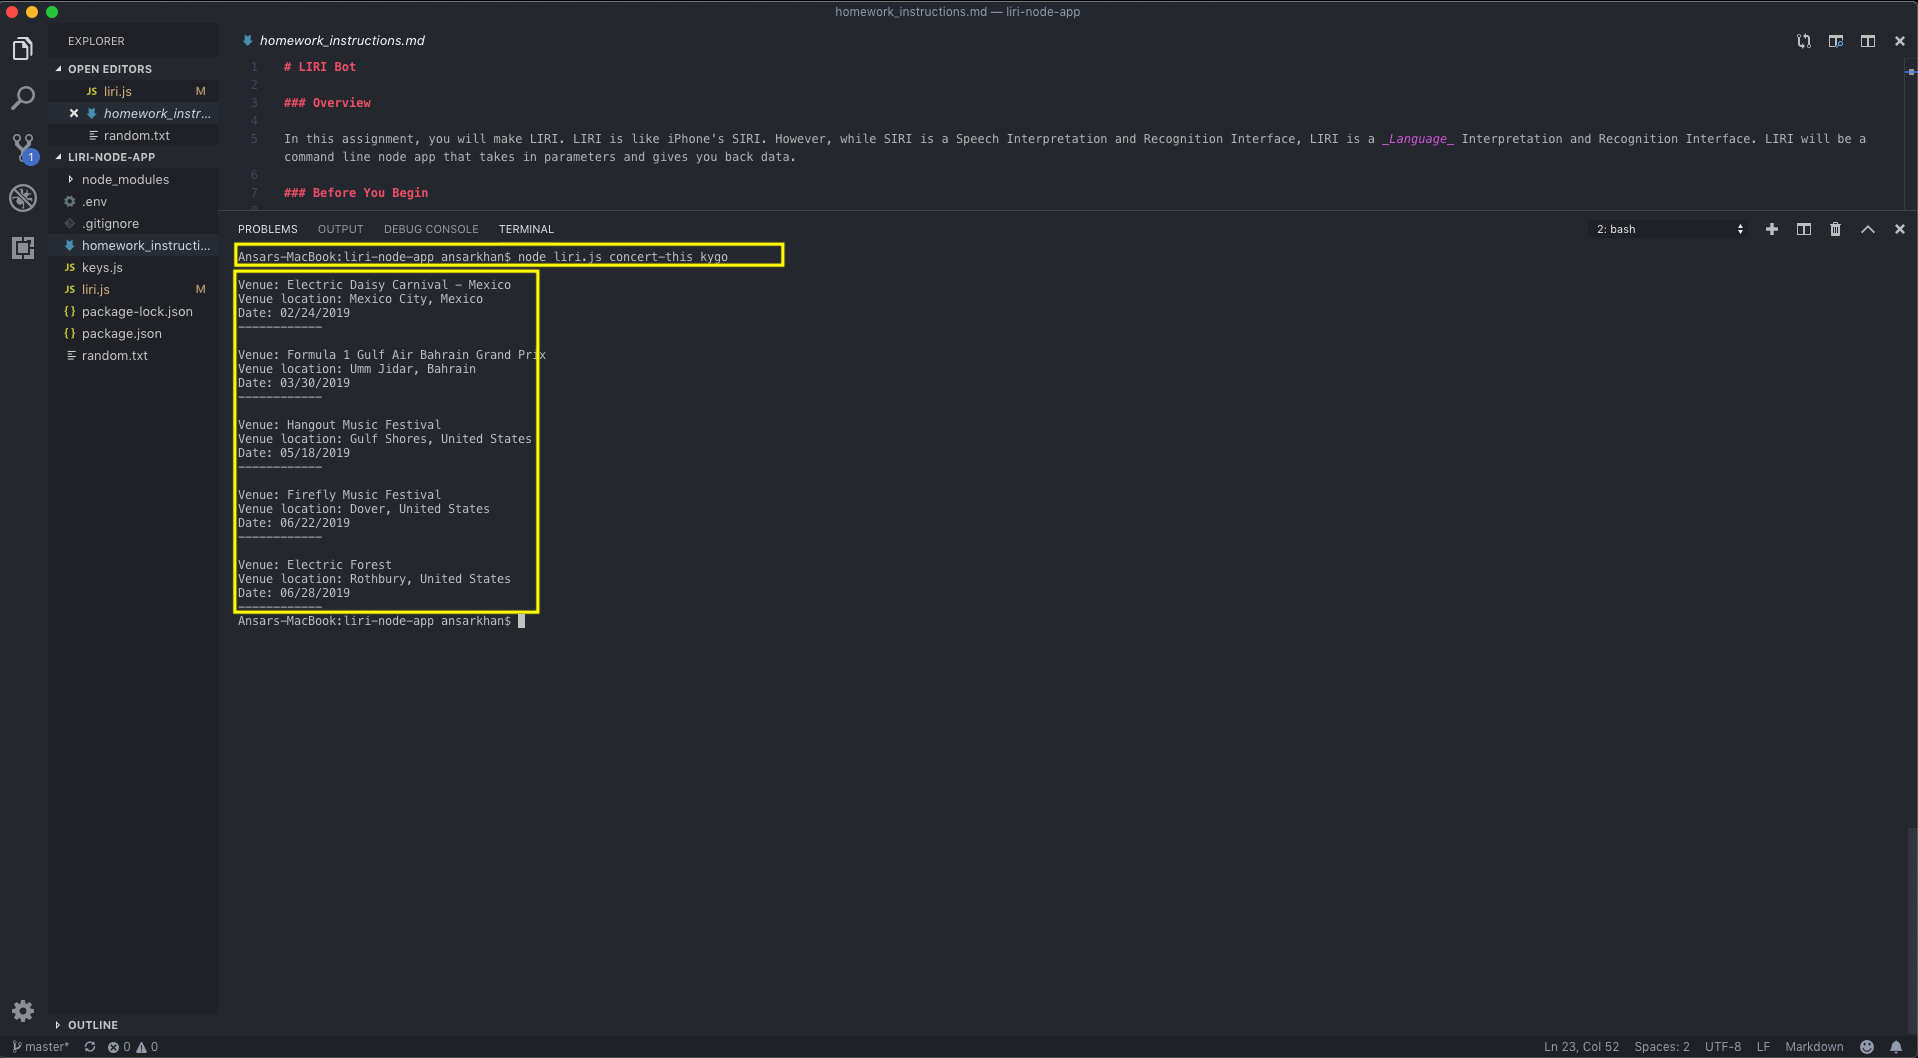 homework_instructions.md — liri-node-app
EXPLORER
OPEN EDITORS
JS liri.js M
homework_instr...
random.txt
LIRI-NODE-APP
node_modules
.env
.gitignore
homework_instructi...
JS keys.js
JS liri.js M
{} package-lock.json
{} package.json
random.txt
OUTLINE
1
homework_instructions.md
1 # LIRI Bot
2
3 ### Overview
4
5 In this assignment, you will make LIRI. LIRI is like iPhone's SIRI. However, while SIRI is a Speech Interpretation and Recognition Interface, LIRI is a _Language_ Interpretation and Recognition Interface. LIRI will be a
command line node app that takes in parameters and gives you back data.
6
7 ### Before You Begin
8
PROBLEMS OUTPUT DEBUG CONSOLE TERMINAL 2: bash
Ansars-MacBook:liri-node-app ansarkhan$ node liri.js concert-this kygo
Venue: Electric Daisy Carnival - Mexico
Venue location: Mexico City, Mexico
Date: 02/24/2019
------------
Venue: Formula 1 Gulf Air Bahrain Grand Prix
Venue location: Umm Jidar, Bahrain
Date: 03/30/2019
------------
Venue: Hangout Music Festival
Venue location: Gulf Shores, United States
Date: 05/18/2019
------------
Venue: Firefly Music Festival
Venue location: Dover, United States
Date: 06/22/2019
------------
Venue: Electric Forest
Venue location: Rothbury, United States
Date: 06/28/2019
------------
Ansars-MacBook:liri-node-app ansarkhan$
master* 0 0 Ln 23, Col 52 Spaces: 2 UTF-8 LF Markdown